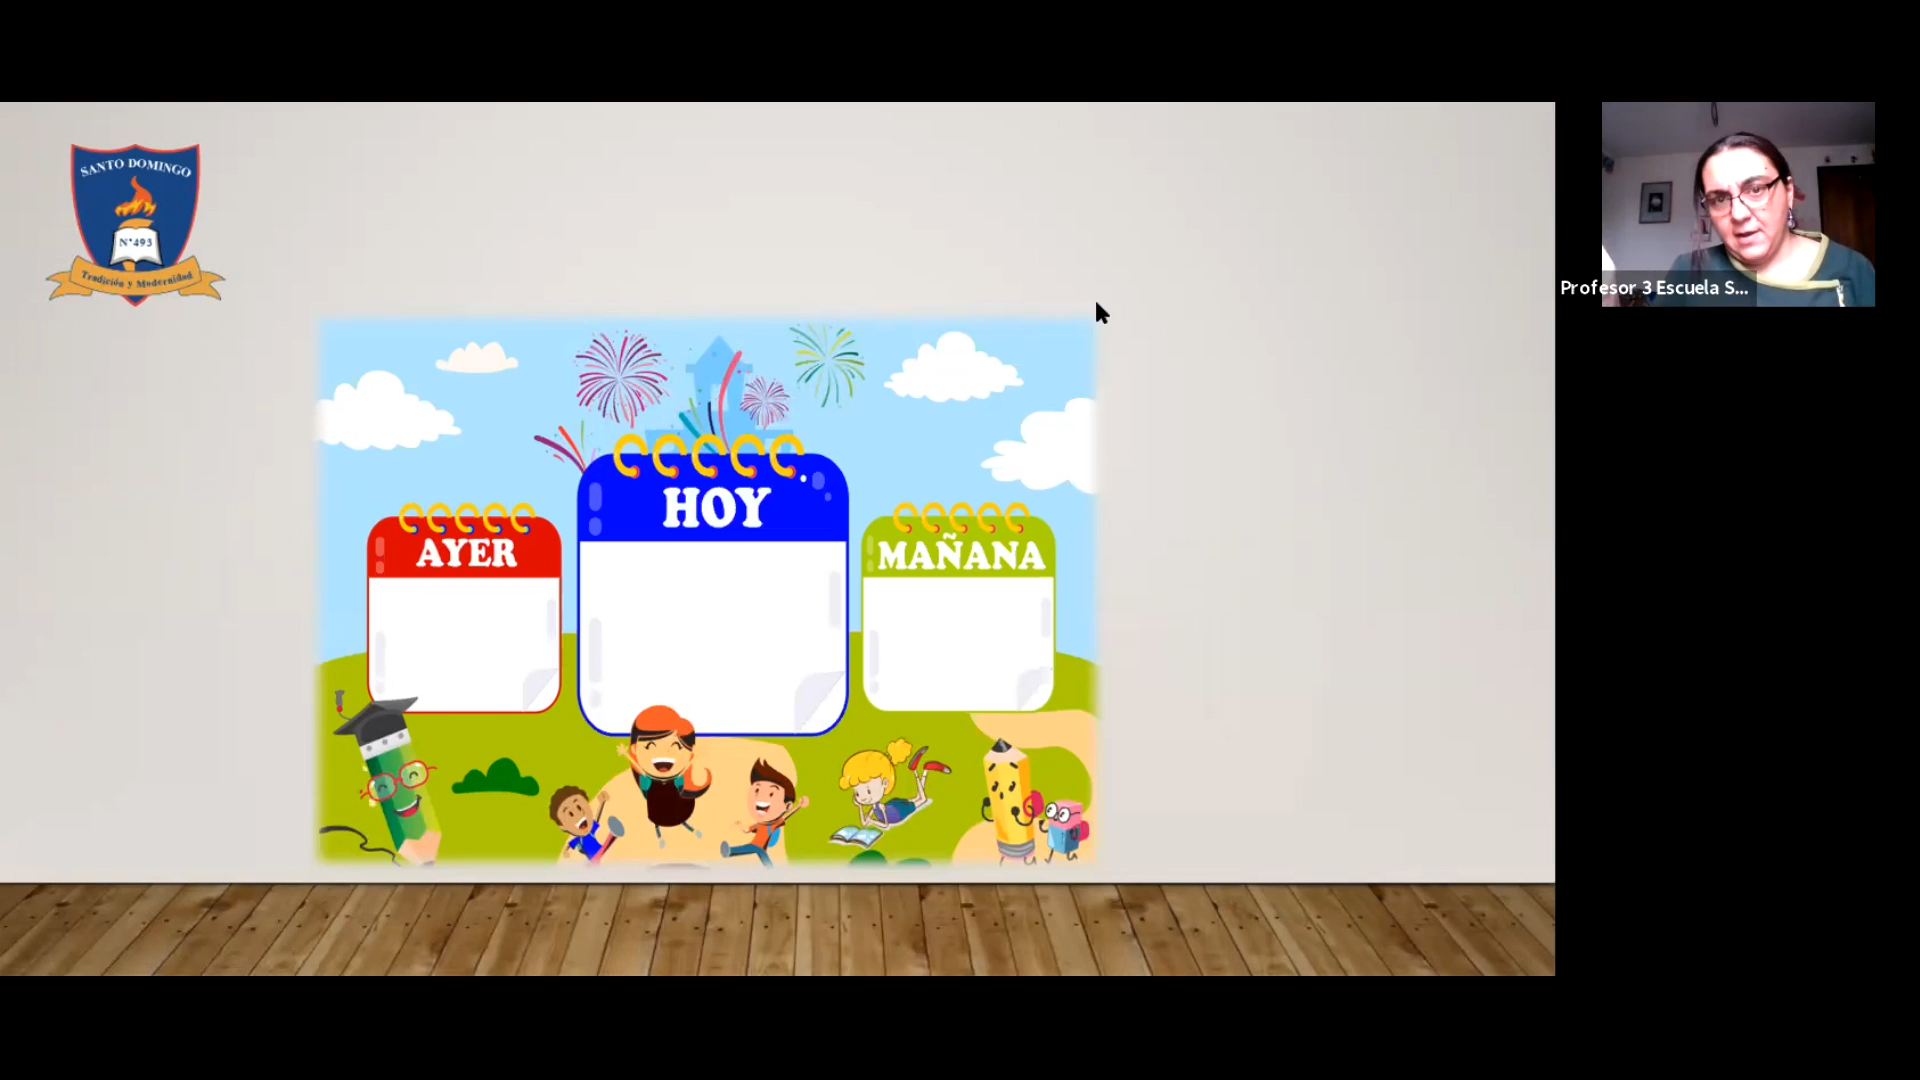 SANTO DOMINGO
N°493
Tradición y Modernidad
Profesor 3 Escuela S...
HOY
AYER
MAÑANA